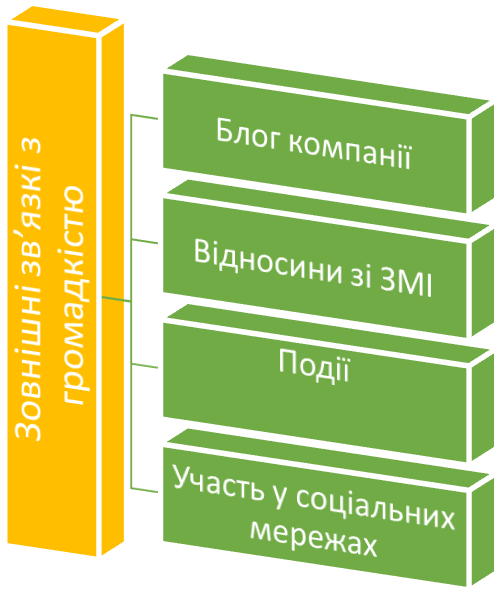 Зовнішні зв’язкі з
громадкістю
Блог компанії
Відносини зі ЗМІ
Події
Участь у соціальних
мережах